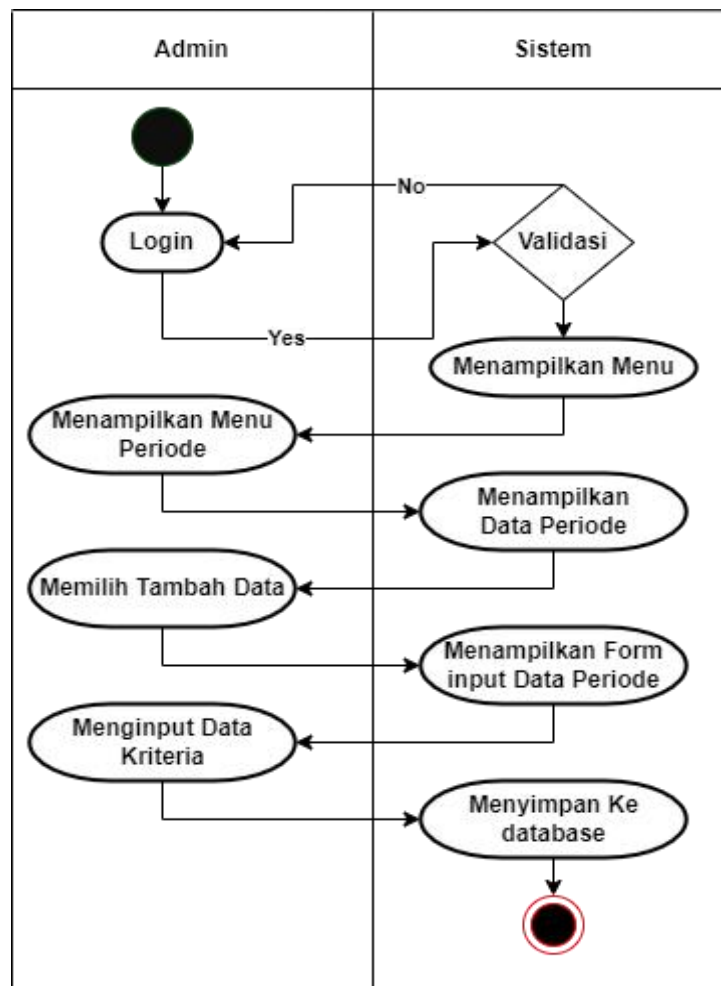 Admin
Sistem
No
Login
Validasi
Yes
Menampilkan Menu
Menampilkan Menu
Periode
Menampilkan
Data Periode
Memilih Tambah Data
Menampilkan Form
input Data Periode
Menginput Data
Kriteria
Menyimpan Ke
database